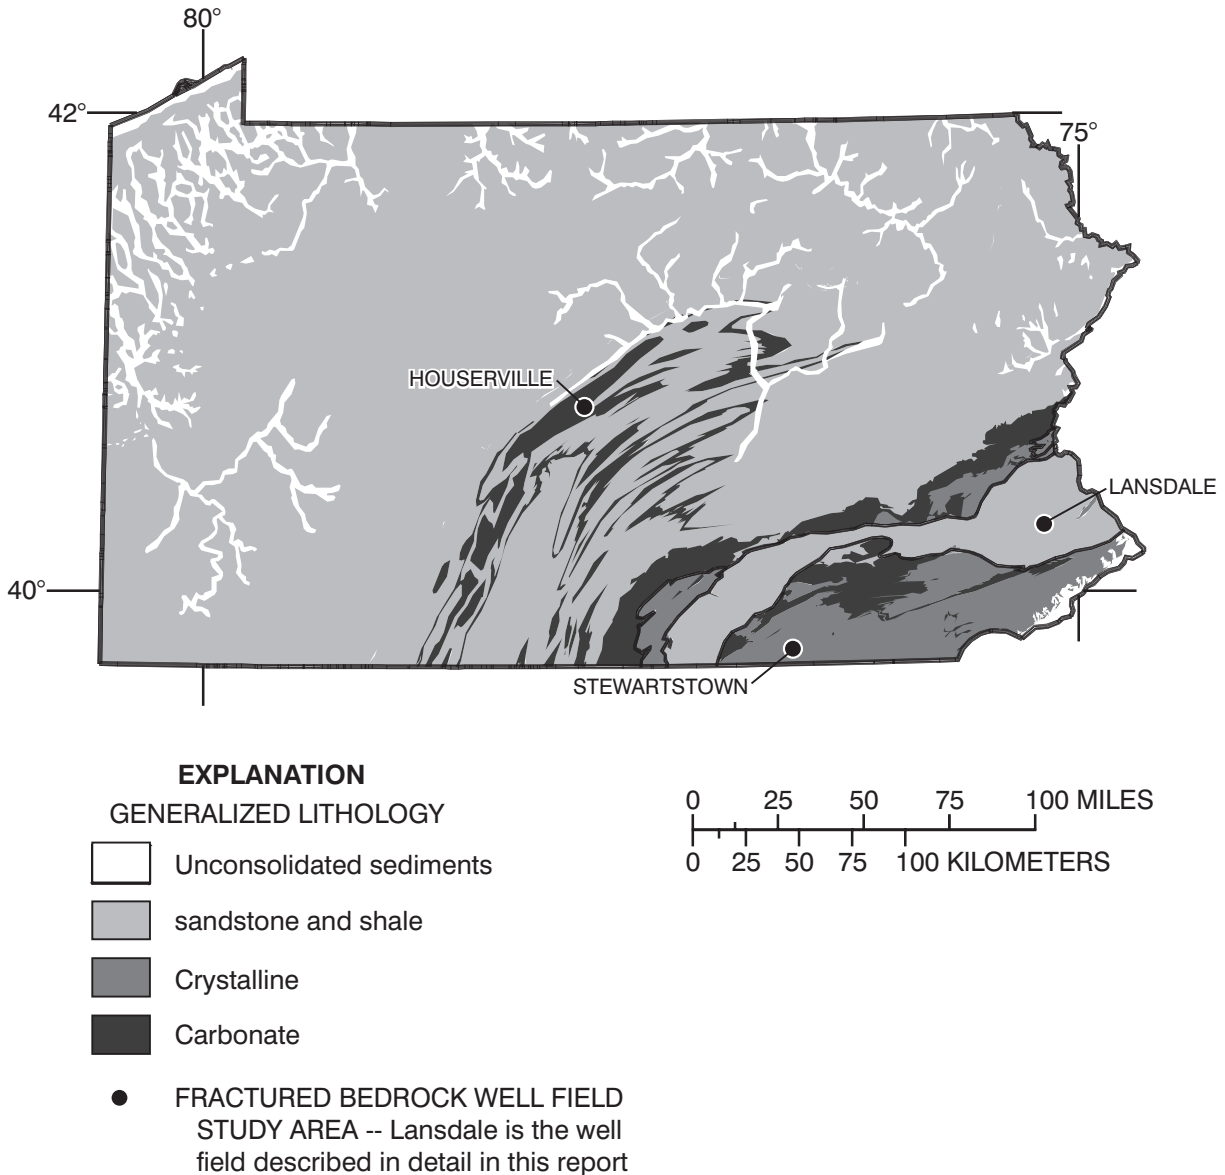 80°
42°
75°
HOUSERVILLE
LANSDALE
40°
STEWARTSTOWN
EXPLANATION
GENERALIZED LITHOLOGY
Unconsolidated sediments
sandstone and shale
Crystalline
Carbonate
FRACTURED BEDROCK WELL FIELD
STUDY AREA -- Lansdale is the well
field described in detail in this report
0 25 50 75 100 MILES
0 25 50 75 100 KILOMETERS